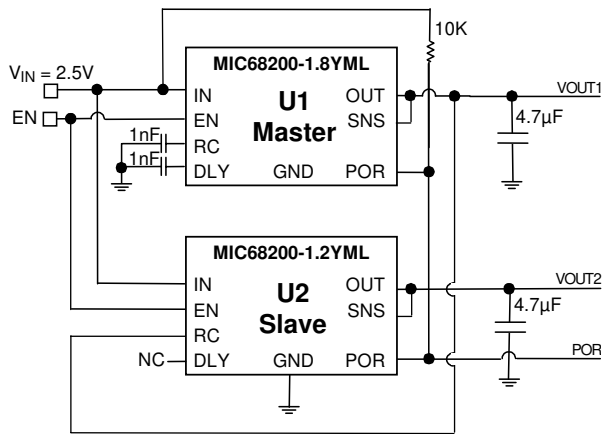 10K
MIC68200-1.8YML
VIN = 2.5V
IN
U1
OUT
VOUT1
EN
EN
Master
SNS
4.7µF
1nF
RC
1nF
DLY
GND
POR
MIC68200-1.2YML
IN
U2
OUT
VOUT2
EN
Slave
SNS
4.7µF
RC
NC
DLY
GND
POR
POR